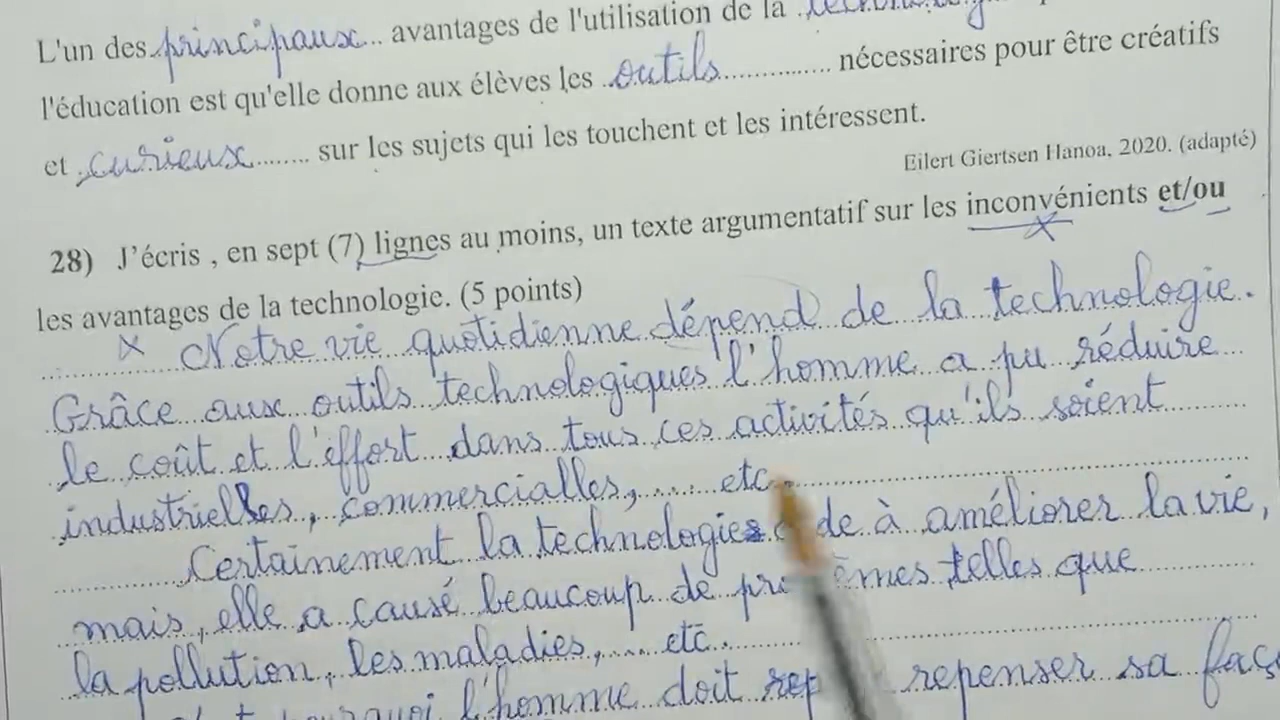 L'un des principaux... avantages de l'utilisation de la
l'éducation est qu'elle donne aux élèves les outils............... nécessaires pour être créatifs
et curieux........ sur les sujets qui les touchent et les intéressent.
Eilert Giertsen Hanoa, 2020. (adapté)
28) J'écris , en sept (7) lignes au moins, un texte argumentatif sur les inconvénients et/ou
les avantages de la technologie. (5 points)
x Notre vie quotidienne dépend de la technologie.
Grâce aux outils technologiques l'homme a pu réduire
le coût et l'effort dans tous ces activités qu'ils soient
industrielles, commercialles, .... etc.
Certainement la technologie de à améliorer la vie,
mais, elle a causé beaucoup de telles que
la pollution, les maladies, .... etc.
l'homme doit repenser sa